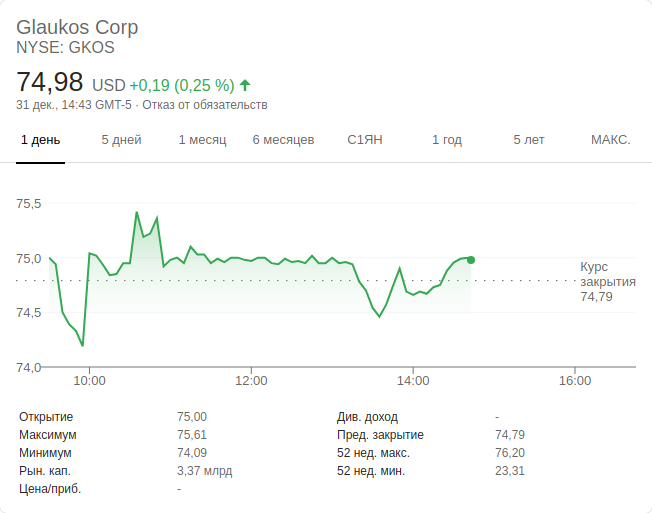 Glaukos Corp
NYSE: GKOS
74,98 USD +0,19 (0,25 %)
31 дек., 14:43 GMT-5 · Отказ от обязательств
1 день 5 дней 1 месяц 6 месяцев С1ЯН 1 год 5 лет МАКС.
75,5
75,0
74,5
74,0
Курс
закрытия
74,79
10:00 12:00 14:00 16:00
Открытие 75,00 Див. доход -
Максимум 75,61 Пред. закрытие 74,79
Минимум 74,09 52 нед. макс. 76,20
Рын. кап. 3,37 млрд 52 нед. мин. 23,31
Цена/приб. -